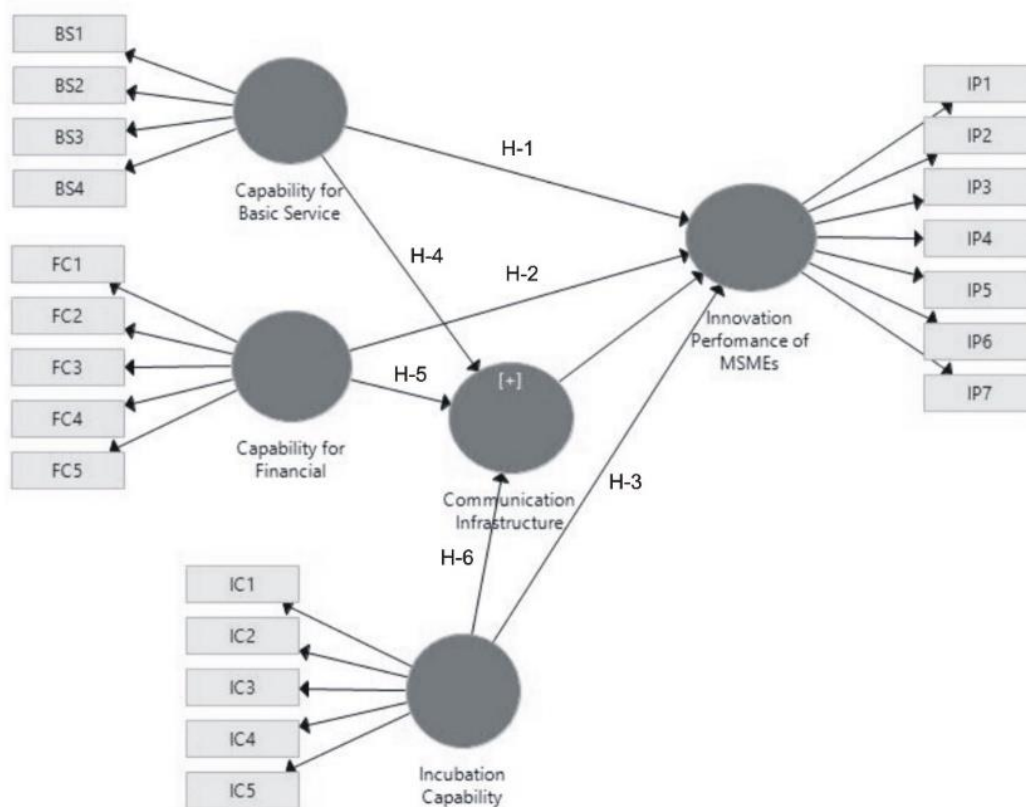 BS1
BS2
BS3
BS4
Capability for
Basic Service
FC1
FC2
FC3
FC4
FC5
Capability for
Financial
IC1
IC2
IC3
IC4
IC5
Incubation
Capability
[+]
Communication
Infrastructure
H-1
H-2
H-3
H-4
H-5
H-6
Innovation
Perfomance of
MSMEs
IP1
IP2
IP3
IP4
IP5
IP6
IP7